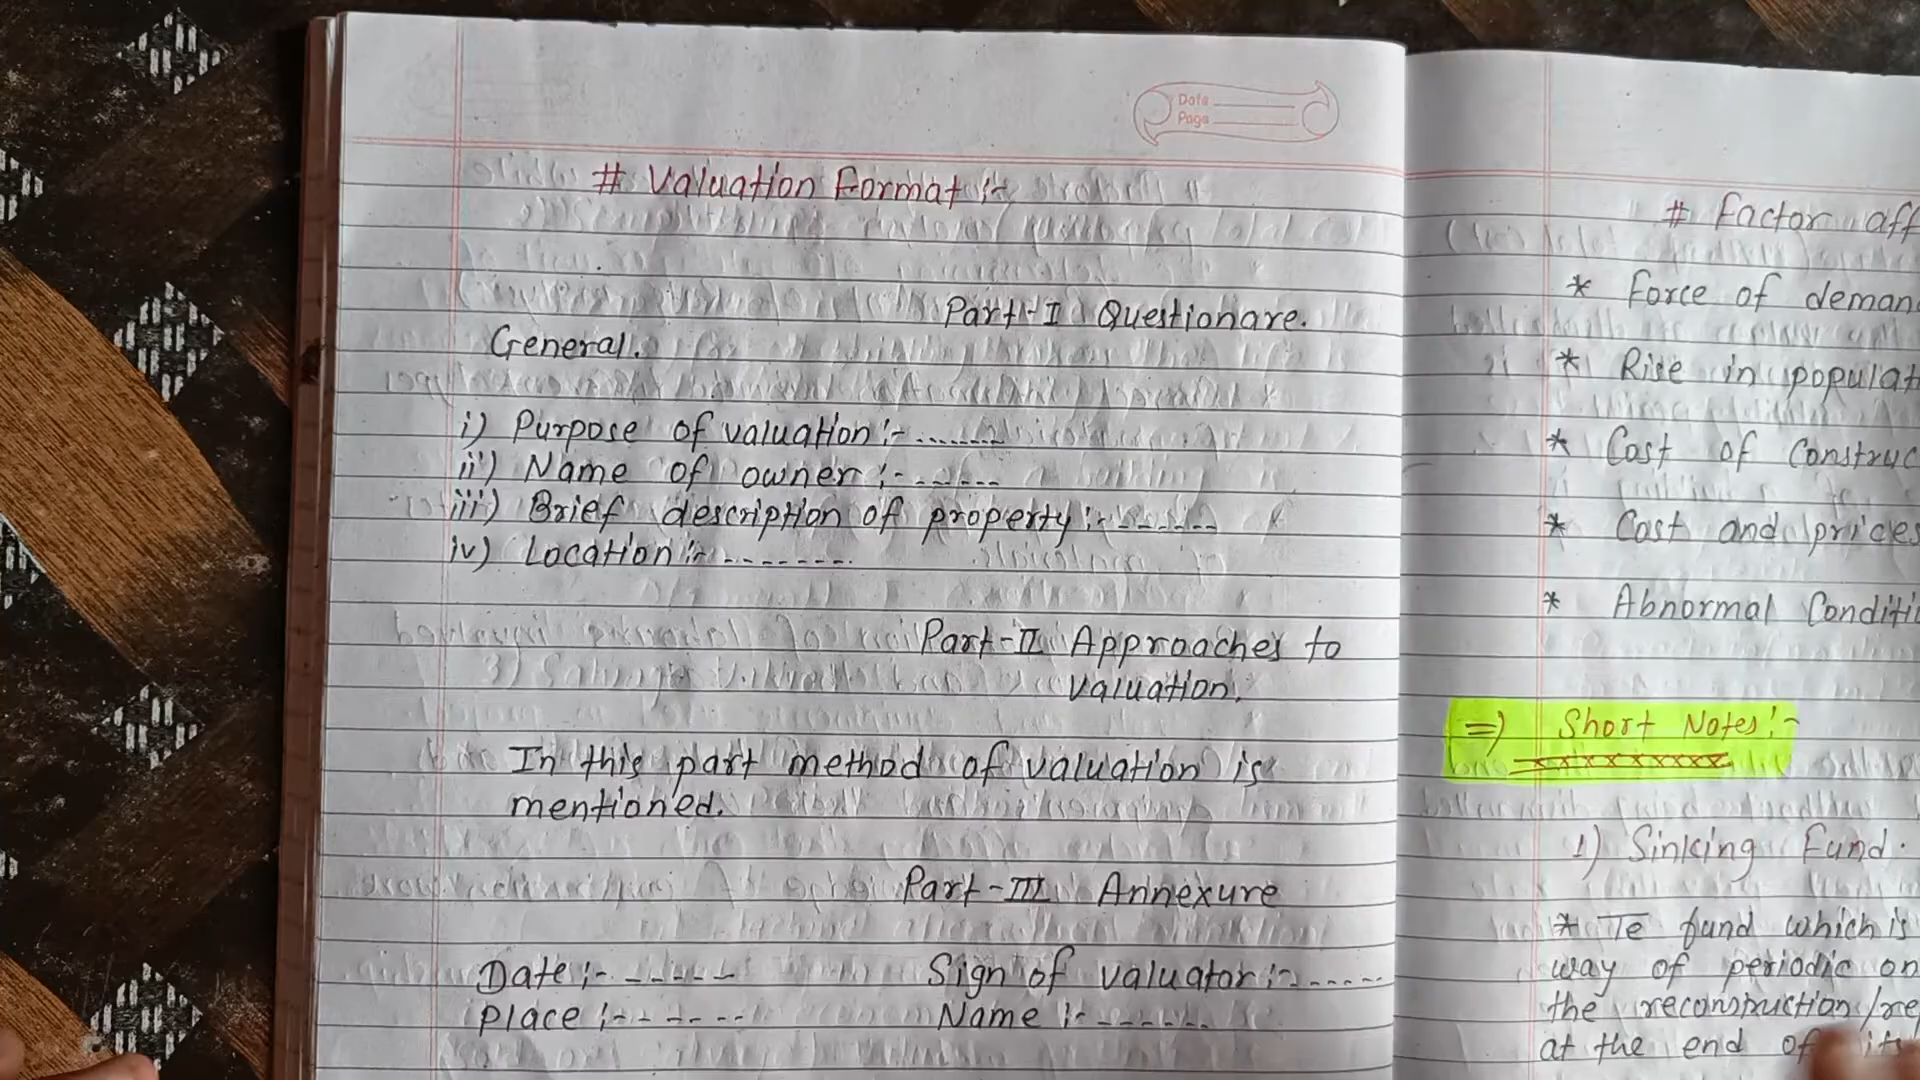 Date
Page
# Valuation Format :-
Part-I Questionare.
General.
i) Purpose of valuation :- ........
ii) Name of owner :- ......
iii) Brief description of property :- ------
iv) Location :- --------.
Part-II Approaches to
valuation.
In this part method of valuation is
mentioned.
Part-III Annexure
Date :- ----- Sign of valuator :- -----
Place :- ------ Name :- ------
# Factor aff
* Force of deman
* Rise in populat
* Cost of Construc
* Cost and prices
* Abnormal Conditi
=> Short Notes :-
xxxxxxxxx
1) Sinking Fund.
* Te fund which is
way of periodic on
the reconstruction/re
at the end of its